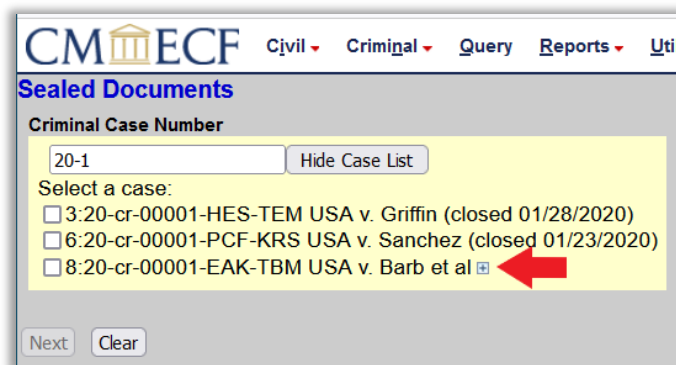 CM ECF Civil Criminal Query Reports Uti
Sealed Documents
Criminal Case Number
20-1 Hide Case List
Select a case:
3:20-cr-00001-HES-TEM USA v. Griffin (closed 01/28/2020)
6:20-cr-00001-PCF-KRS USA v. Sanchez (closed 01/23/2020)
8:20-cr-00001-EAK-TBM USA v. Barb et al
Next Clear